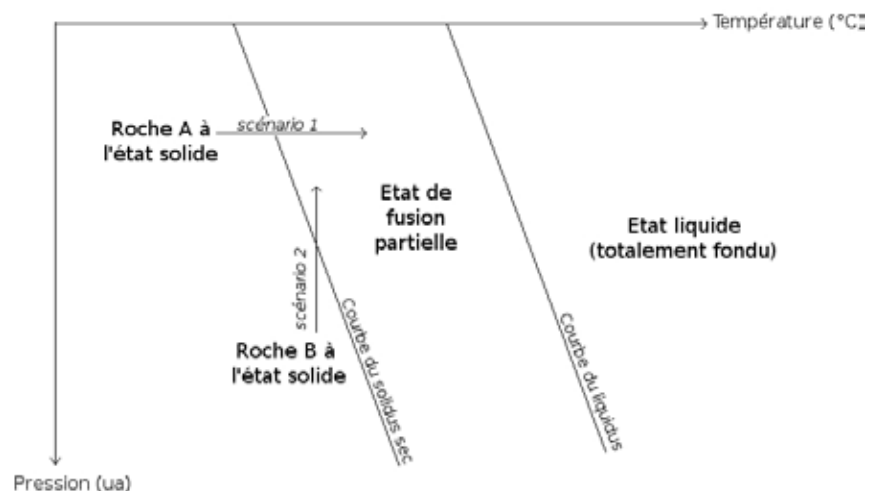 Température (°C)
Roche A à
l'état solide
scénario 1
Etat de
fusion
partielle
Etat liquide
(totalement fondu)
scénario 2
Roche B à
l'état solide
Courbe du solidus sec
Courbe du liquidus
Pression (ua)